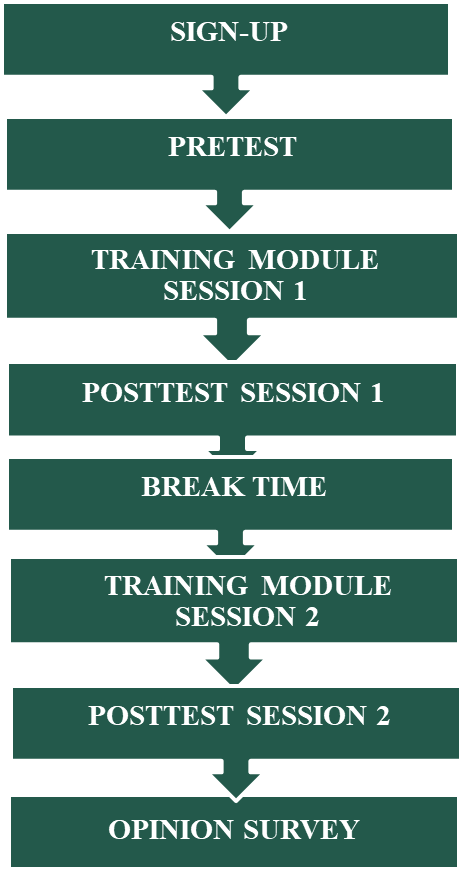 SIGN-UP
PRETEST
TRAINING MODULE
SESSION 1
POSTTEST SESSION 1
BREAK TIME
TRAINING MODULE
SESSION 2
POSTTEST SESSION 2
OPINION SURVEY